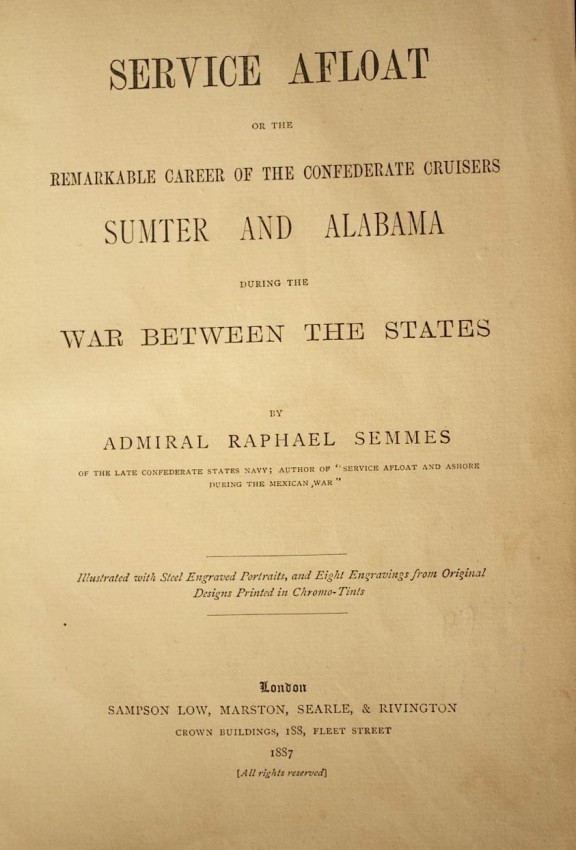 SERVICE AFLOAT
OR THE
REMARKABLE CAREER OF THE CONFEDERATE CRUISERS
SUMTER AND ALABAMA
DURING THE
WAR BETWEEN THE STATES
BY
ADMIRAL RAPHAEL SEMMES
OF THE LATE CONFEDERATE STATES NAVY; AUTHOR OF "SERVICE AFLOAT AND ASHORE
DURING THE MEXICAN WAR"
Illustrated with Steel Engraved Portraits, and Eight Engravings from Original
Designs Printed in Chromo-Tints
London
SAMPSON LOW, MARSTON, SEARLE, & RIVINGTON
CROWN BUILDINGS, 188, FLEET STREET
1887
[All rights reserved]